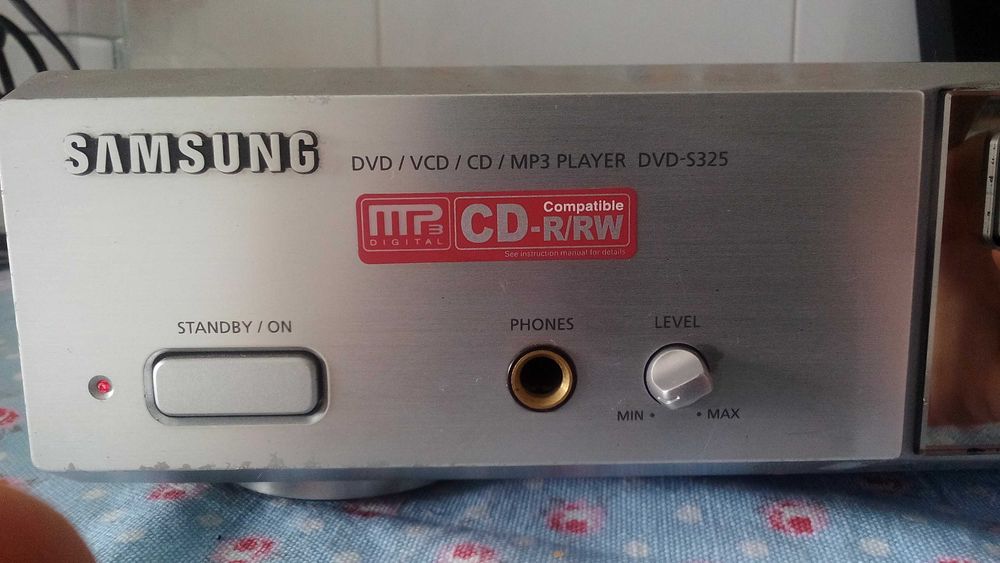 SAMSUNG DVD / VCD / CD / MP3 PLAYER DVD-S325
MP3 DIGITAL
Compatible
CD-R/RW
See instruction manual for details
STANDBY / ON
PHONES
LEVEL
MIN • • MAX